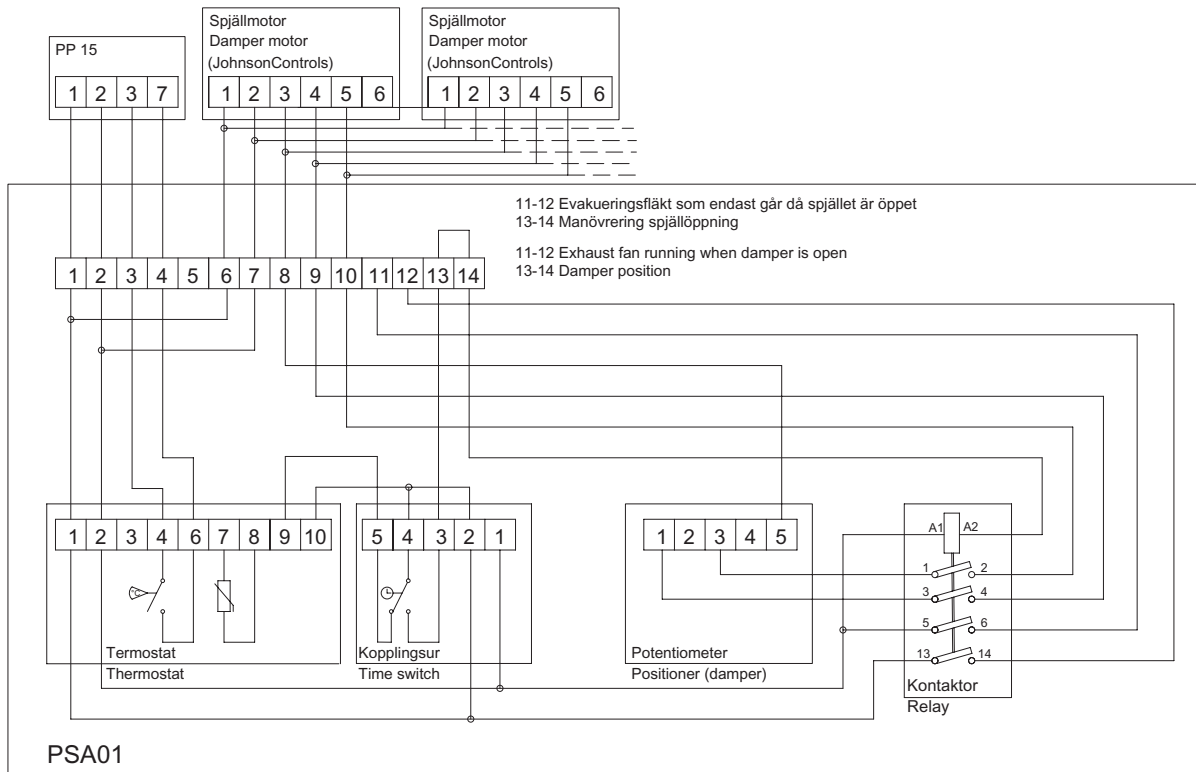 Spjällmotor
Damper motor
(JohnsonControls)
Spjällmotor
Damper motor
(JohnsonControls)
PP 15
1 2 3 7
1 2 3 4 5 6
1 2 3 4 5 6
11-12 Evakueringsfläkt som endast går då spjället är öppet
13-14 Manövrering spjällöppning
11-12 Exhaust fan running when damper is open
13-14 Damper position
1 2 3 4 5 6 7 8 9 10 11 12 13 14
1 2 3 4 6 7 8 9 10
5 4 3 2 1
1 2 3 4 5
A1 A2
1 2
3 4
5 6
13 14
Termostat
Thermostat
Kopplingsur
Time switch
Potentiometer
Positioner (damper)
Kontaktor
Relay
PSA01